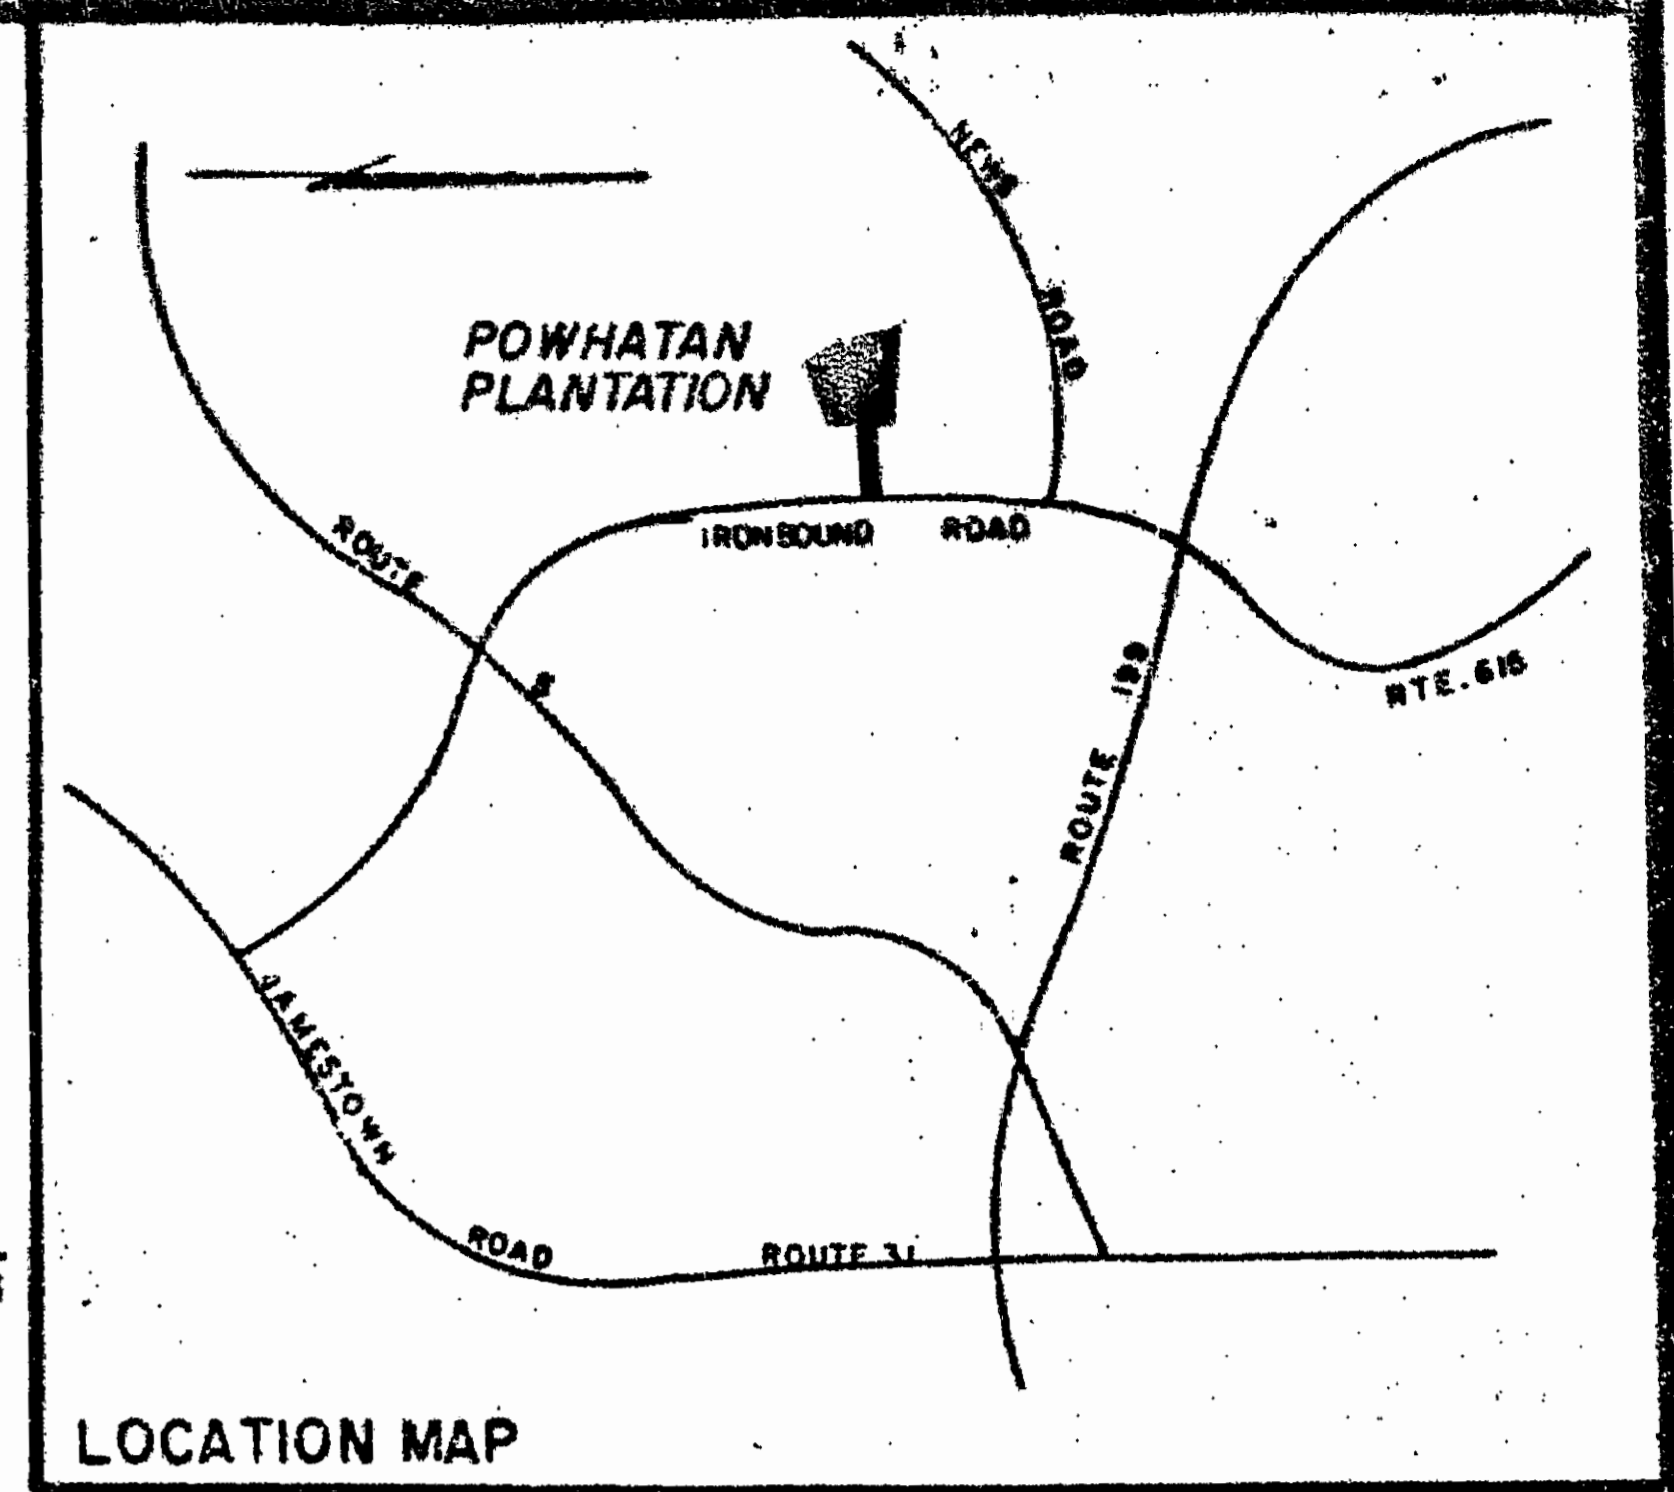 NEWS
ROAD
POWHATAN
PLANTATION
IRONBOUND ROAD
ROUTE
5
ROUTE 199
RTE. 615
JAMESTOWN
ROAD
ROUTE 31
LOCATION MAP